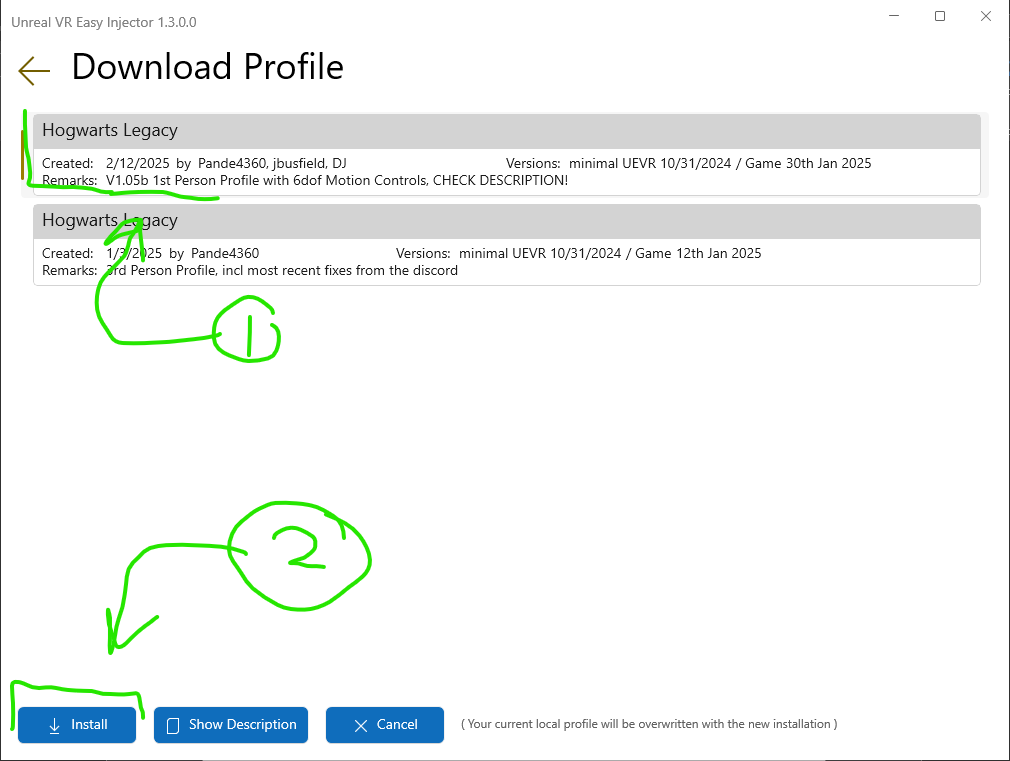 Unreal VR Easy Injector 1.3.0.0
Download Profile
Hogwarts Legacy
Created: 2/12/2025 by Pande4360, jbusfield, DJ Versions: minimal UEVR 10/31/2024 / Game 30th Jan 2025
Remarks: V1.05b 1st Person Profile with 6dof Motion Controls, CHECK DESCRIPTION!
Hogwarts Legacy
Created: 1/3/2025 by Pande4360 Versions: minimal UEVR 10/31/2024 / Game 12th Jan 2025
Remarks: 3rd Person Profile, incl most recent fixes from the discord
1
2
Install Show Description Cancel ( Your current local profile will be overwritten with the new installation )